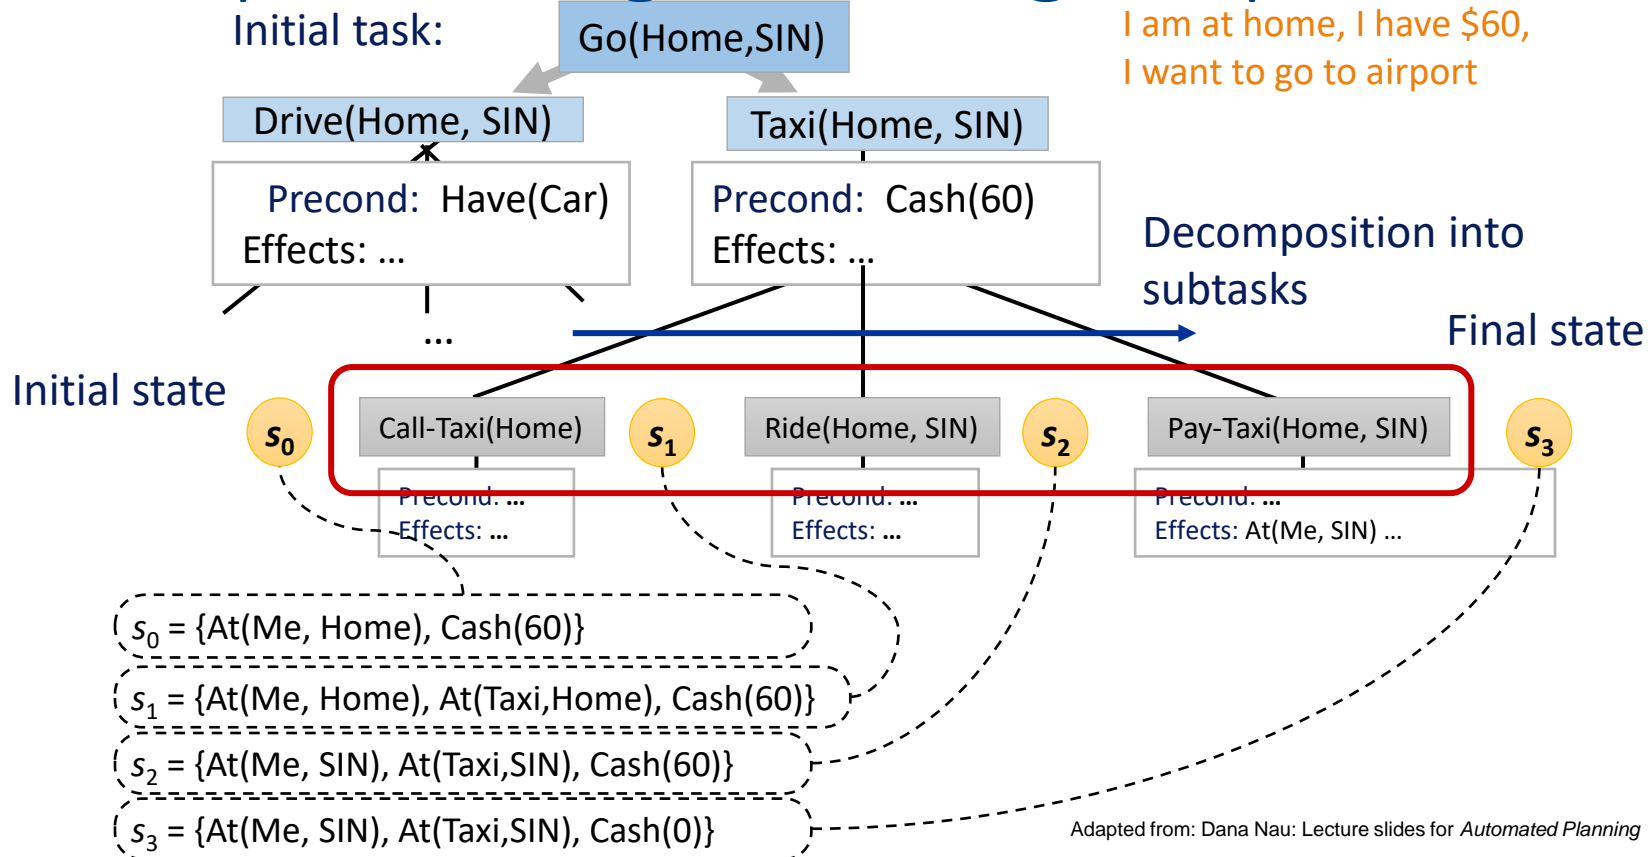 Initial task:
Go(Home,SIN)
I am at home, I have $60,
I want to go to airport
Drive(Home, SIN)
Taxi(Home, SIN)
Precond: Have(Car)
Effects: ...
Precond: Cash(60)
Effects: ...
Decomposition into
subtasks
...
Final state
Initial state
s0
Call-Taxi(Home)
s1
Ride(Home, SIN)
s2
Pay-Taxi(Home, SIN)
s3
Precond: ...
Effects: ...
Precond: ...
Effects: ...
Precond: ...
Effects: At(Me, SIN) ...
s0 = {At(Me, Home), Cash(60)}
s1 = {At(Me, Home), At(Taxi,Home), Cash(60)}
s2 = {At(Me, SIN), At(Taxi,SIN), Cash(60)}
s3 = {At(Me, SIN), At(Taxi,SIN), Cash(0)}
Adapted from: Dana Nau: Lecture slides for Automated Planning